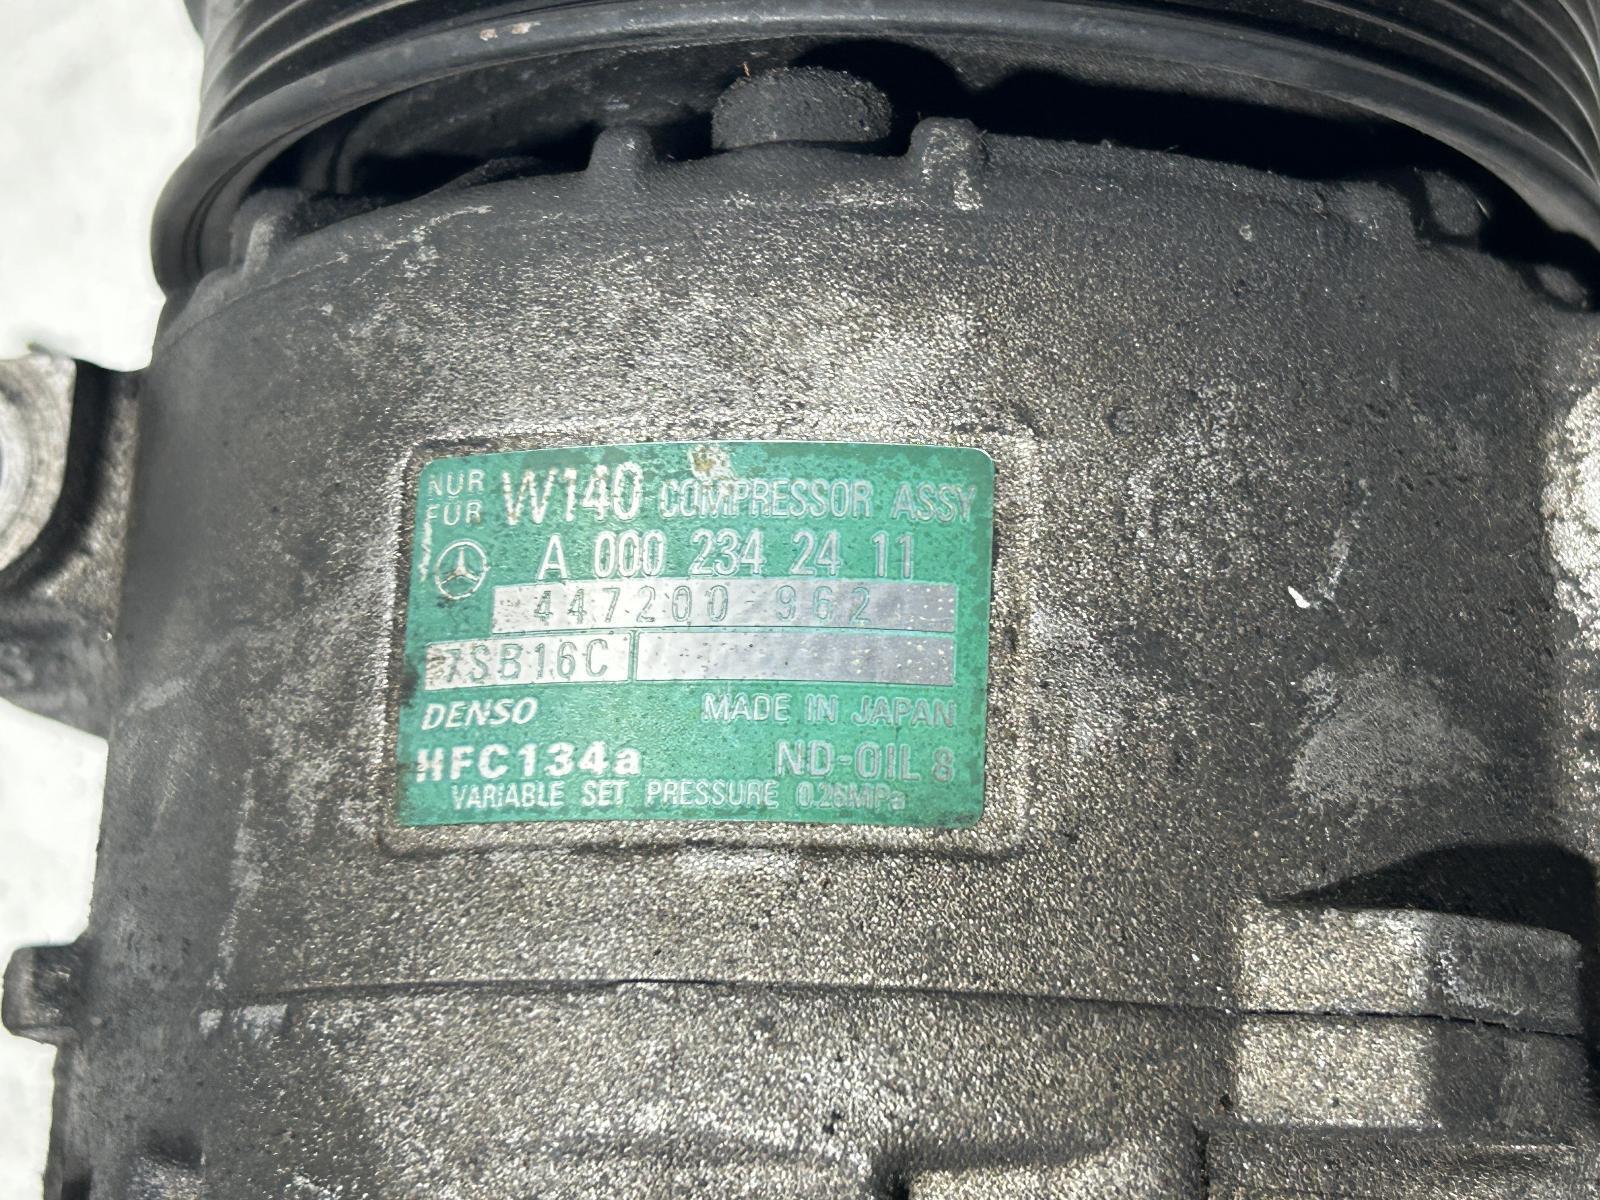 NUR FUR W140 COMPRESSOR ASSY
A 000 234 24 11
447200-962
7SB16C
DENSO MADE IN JAPAN
HFC134a ND-OIL 8
VARIABLE SET PRESSURE 0.26MPa